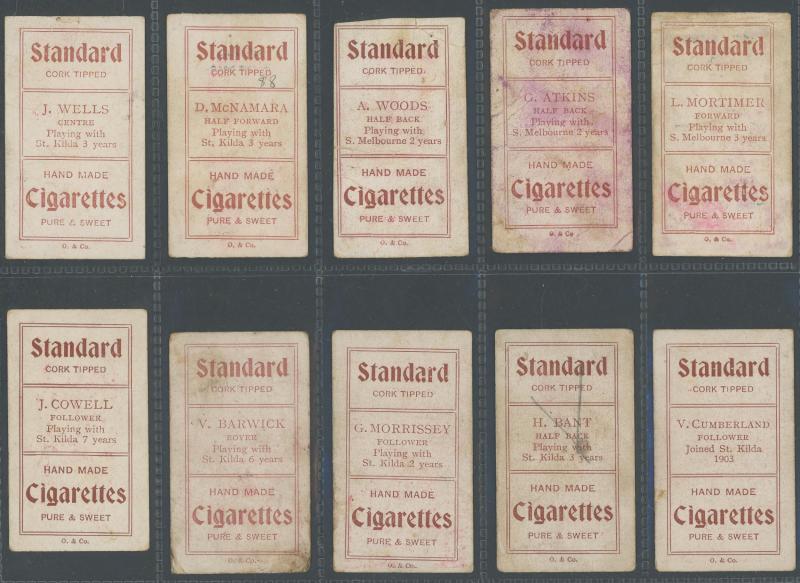 Standard
CORK TIPPED
J. WELLS
CENTRE
Playing with
St. Kilda 3 years
HAND MADE
Cigarettes
PURE & SWEET
O. & Co.
Standard
CORK TIPPED
88
D. McNAMARA
HALF FORWARD
Playing with
St. Kilda 3 years
HAND MADE
Cigarettes
PURE & SWEET
O. & Co.
Standard
CORK TIPPED
A. WOODS
HALF BACK
Playing with
S. Melbourne 2 years
HAND MADE
Cigarettes
PURE & SWEET
O. & Co.
Standard
CORK TIPPED
G. ATKINS
HALF BACK
Playing with
S. Melbourne 2 years
HAND MADE
Cigarettes
PURE & SWEET
O. & Co
Standard
CORK TIPPED
L. MORTIMER
FORWARD
Playing with
S. Melbourne 3 years
HAND MADE
Cigarettes
PURE & SWEET
O. & Co.
Standard
CORK TIPPED
J. COWELL
FOLLOWER
Playing with
St. Kilda 7 years
HAND MADE
Cigarettes
PURE & SWEET
O. & Co.
Standard
CORK TIPPED
V. BARWICK
ROVER
Playing with
St. Kilda 6 years
HAND MADE
Cigarettes
PURE & SWEET
O. & Co.
Standard
CORK TIPPED
G. MORRISSEY
FOLLOWER
Playing with
St. Kilda 2 years
HAND MADE
Cigarettes
PURE & SWEET
O. & Co.
Standard
CORK TIPPED
H. BANT
HALF BACK
Playing with
St. Kilda 3 years
HAND MADE
Cigarettes
PURE & SWEET
O. & Co.
Standard
CORK TIPPED
V. CUMBERLAND
FOLLOWER
Joined St. Kilda
1903
HAND MADE
Cigarettes
PURE & SWEET
O. & Co.